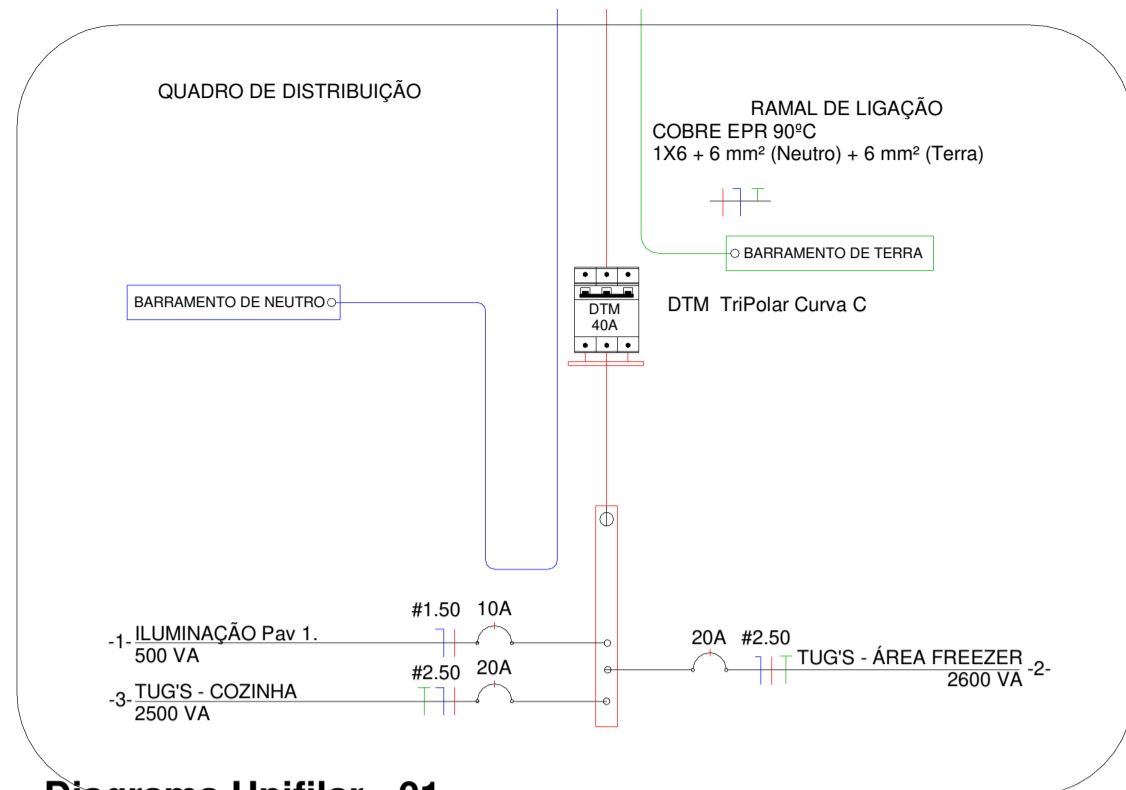 QUADRO DE DISTRIBUIÇÃO
RAMAL DE LIGAÇÃO
COBRE EPR 90ºC
1X6 + 6 mm² (Neutro) + 6 mm² (Terra)
BARRAMENTO DE TERRA
BARRAMENTO DE NEUTRO
DTM
40A
DTM TriPolar Curva C
#1.50 10A
-1- ILUMINAÇÃO Pav 1.
500 VA
20A #2.50
TUG'S - ÁREA FREEZER -2-
2600 VA
#2.50 20A
-3- TUG'S - COZINHA
2500 VA
Diagrama Unifilar - 01